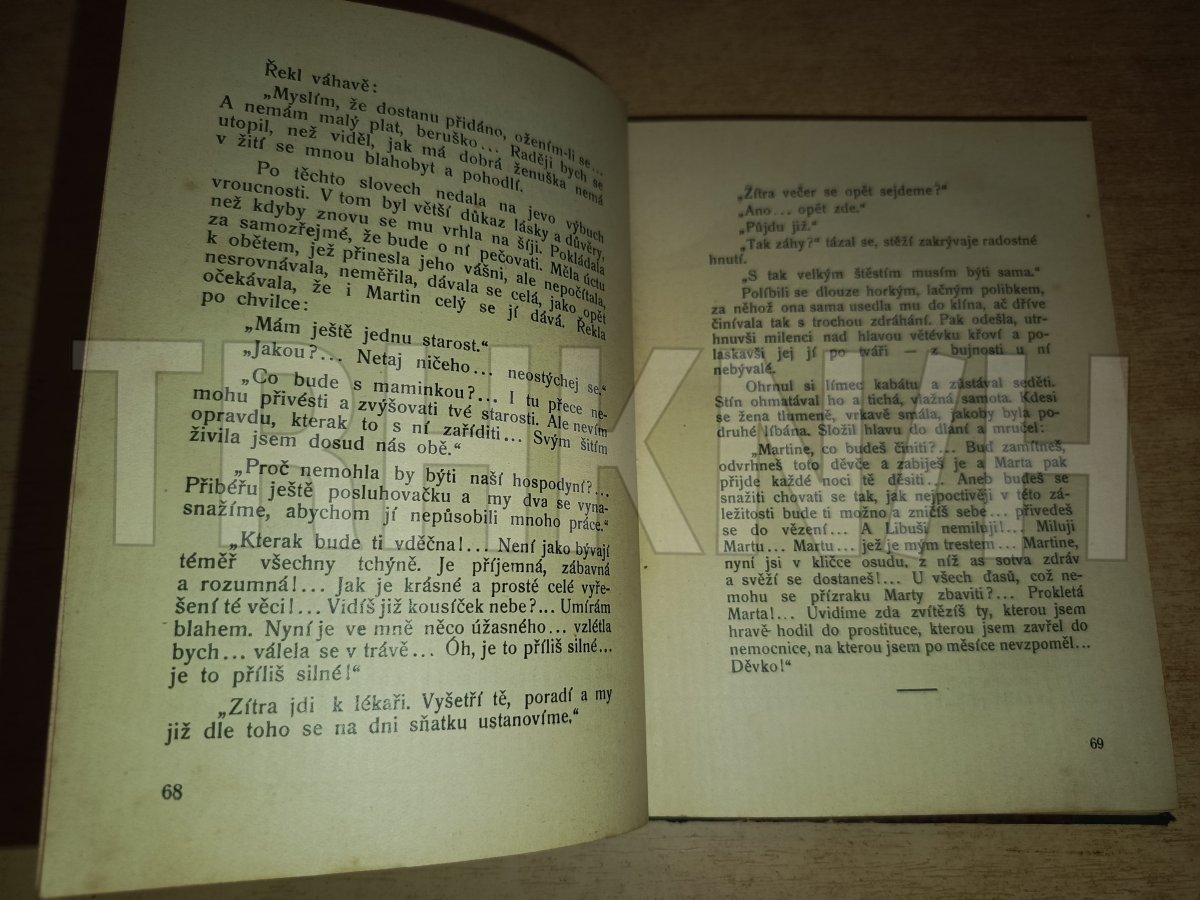 Řekl váhavě:
„Myslím, že dostanu přidáno, ožením-li se...
A nemám malý plat, beruško... Raději bych se
utopil, než viděl, jak má dobrá ženuška nemá
v žití se mnou blahobyt a pohodlí.
Po těchto slovech nedala na jevo výbuch
vroucnosti. V tom byl větší důkaz lásky a důvěry,
než kdyby znovu se mu vrhla na šíji. Pokládala
za samozřejmé, že bude o ni pečovati. Měla úctu
k obětem, jež přinesla jeho vášni, ale nepočítala,
nesrovnávala, neměřila, dávala se celá, jako opět
očekávala, že i Martin celý se jí dává. Řekla
po chvilce:
„Mám ještě jednu starost.“
„Jakou?... Netaj ničeho... neostýchej se.“
„Co bude s maminkou?... I tu přece ne-
mohu přivésti a zvýšovati tvé starosti. Ale nevím
opravdu, kterak to s ní zaříditi... Svým šitím
živila jsem dosud nás obě.“
„Proč nemohla by býti naší hospodyní?...
Přibéřu ještě posluhovačku a my dva se vyna-
snažíme, abychom jí nepůsobili mnoho práce.“
„Kterak bude ti vděčna!... Není jako bývají
téměř všechny tchýně. Je příjemná, zábavná
a rozumná!... Jak je krásné a prosté celé vyře-
šení té věci!... Vidíš již kousíček nebe?... Umírám
blahem. Nyní je ve mně něco úžasného... vzlétla
bych... válela se v trávě... Óh, je to příliš silné...
je to příliš silné!“
„Zítra jdi k lékaři. Vyšetří tě, poradí a my
již dle toho se na dni sňatku ustanovíme.“
68
„Zítra večer se opět sejdeme?“
„Ano... opět zde.“
„Půjdu již.“
„Tak záhy?“ tázal se, stěží zakrývaje radostné
hnutí.
„S tak velkým štěstím musím býti sama.“
Políbili se dlouze horkým, lačným polibkem,
za něhož ona sama usedla mu do klína, ač dříve
činívala tak s trochou zdráhání. Pak odešla, utr-
hnuvši milenci nad hlavou větévku křoví a po-
laskavši jej jí po tváři — z bujnosti u ní
nebývalé.
Ohrnul si límec kabátu a zůstával seděti.
Stín ohmatával ho a tichá, vlažná samota. Kdesi
se žena tlumeně, vrkavě smála, jakoby byla po-
druhé líbána. Složil hlavu do dlaní a mručel:
„Martine, co budeš činiti?... Buď zamítneš,
odvrhneš toto děvče a zabiješ je a Marta pak
přijde každé noci tě děsiti... Aneb budeš se
snažiti chovati se tak, jak nejpoctivěji v této zá-
ležitosti bude ti možno a zničíš sebe... přivedeš
se do vězení... A Libuši nemiluji!... Miluji
Martu... Martu... jež je mým trestem... Martine,
nyní jsi v kličce osudu, z níž as sotva zdráv
a svěží se dostaneš!... U všech ďasů, což ne-
mohu se přízraku Marty zbaviti?... Prokletá
Marta!... Uvidíme zda zvítězíš ty, kterou jsem
hravě hodil do prostituce, kterou jsem zavřel do
nemocnice, na kterou jsem po měsíce nevzpoměl...
Děvko!“
69
TRHKNIH